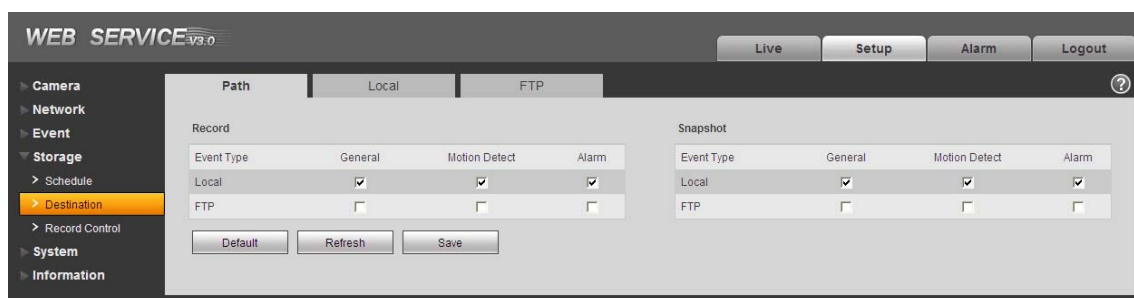 WEB SERVICE V3.0
Live Setup Alarm Logout
Camera
Network
Event
Storage
> Schedule
> Destination
> Record Control
System
Information
Path Local FTP
?
Record
Event Type General Motion Detect Alarm
Local
FTP
Default Refresh Save
Snapshot
Event Type General Motion Detect Alarm
Local
FTP